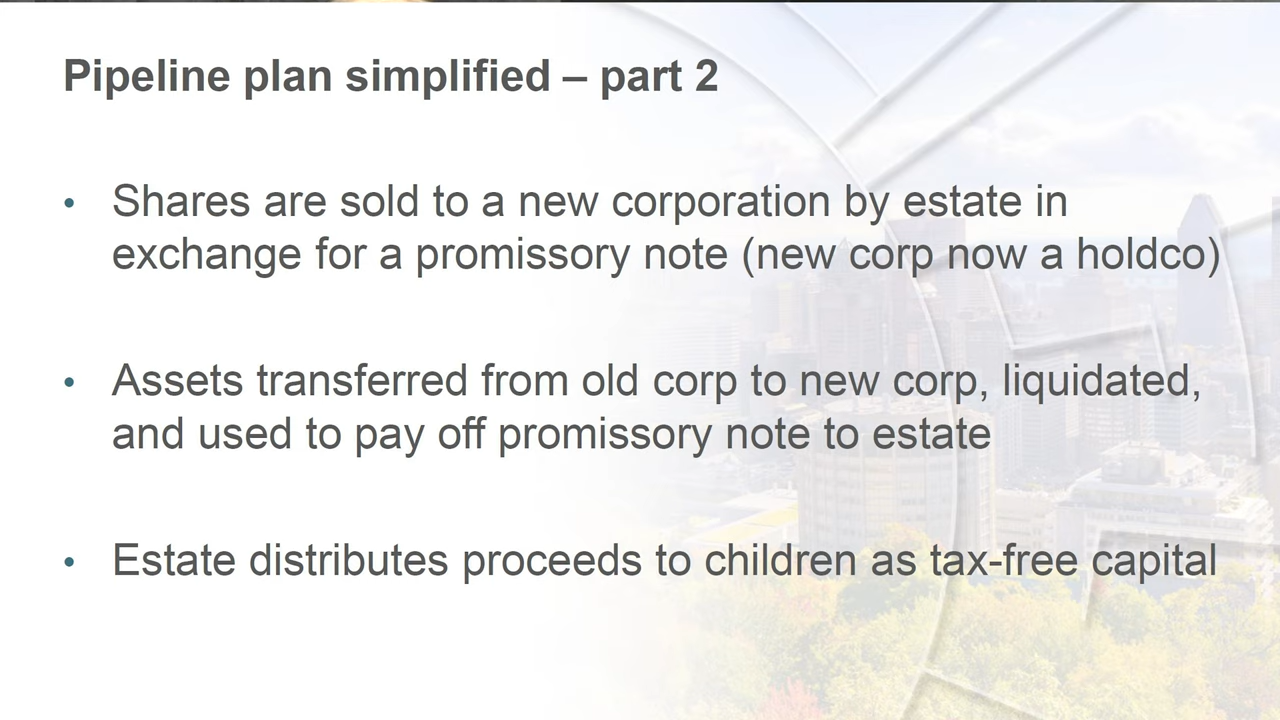 Pipeline plan simplified – part 2
• Shares are sold to a new corporation by estate in
exchange for a promissory note (new corp now a holdco)
• Assets transferred from old corp to new corp, liquidated,
and used to pay off promissory note to estate
• Estate distributes proceeds to children as tax-free capital